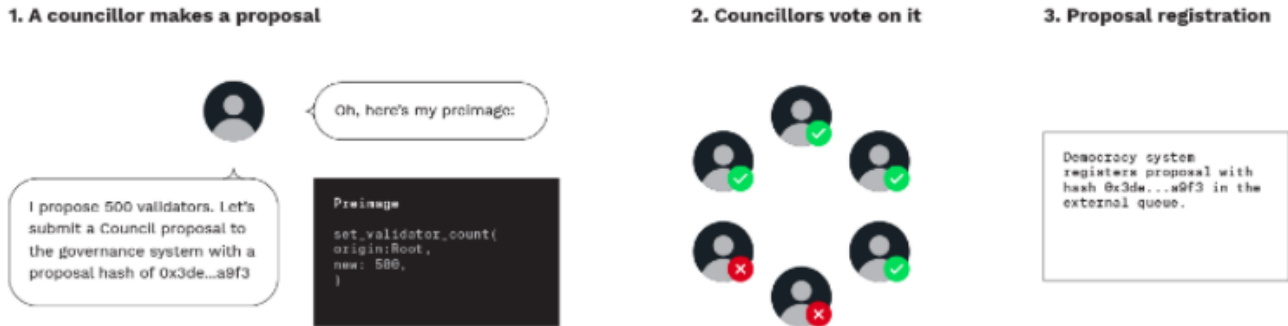 1. A councillor makes a proposal
2. Councillors vote on it
3. Proposal registration
Oh, here's my preimage:
I propose 500 validators. Let's
submit a Council proposal to
the governance system with a
proposal hash of 0x3de...a9f3
Preimage
set_validator_count(
origin:Root,
new: 500,
)
Democracy system
registers proposal with
hash 0x3de...a9f3 in the
external queue.